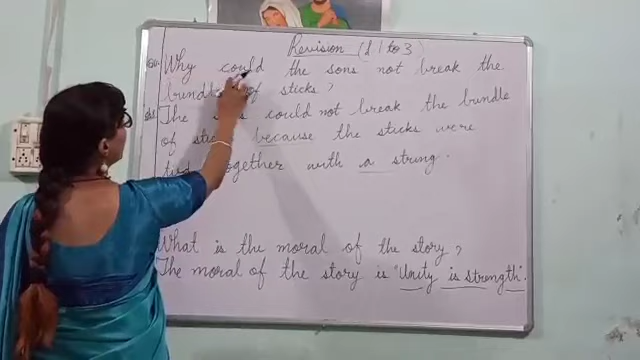 Revision (L 1 to 3)
Why could the sons not break the
of sticks?
The could not break the bundle
of because the sticks were
together with a string.
What is the moral of the story?
The moral of the story is "Unity is strength".